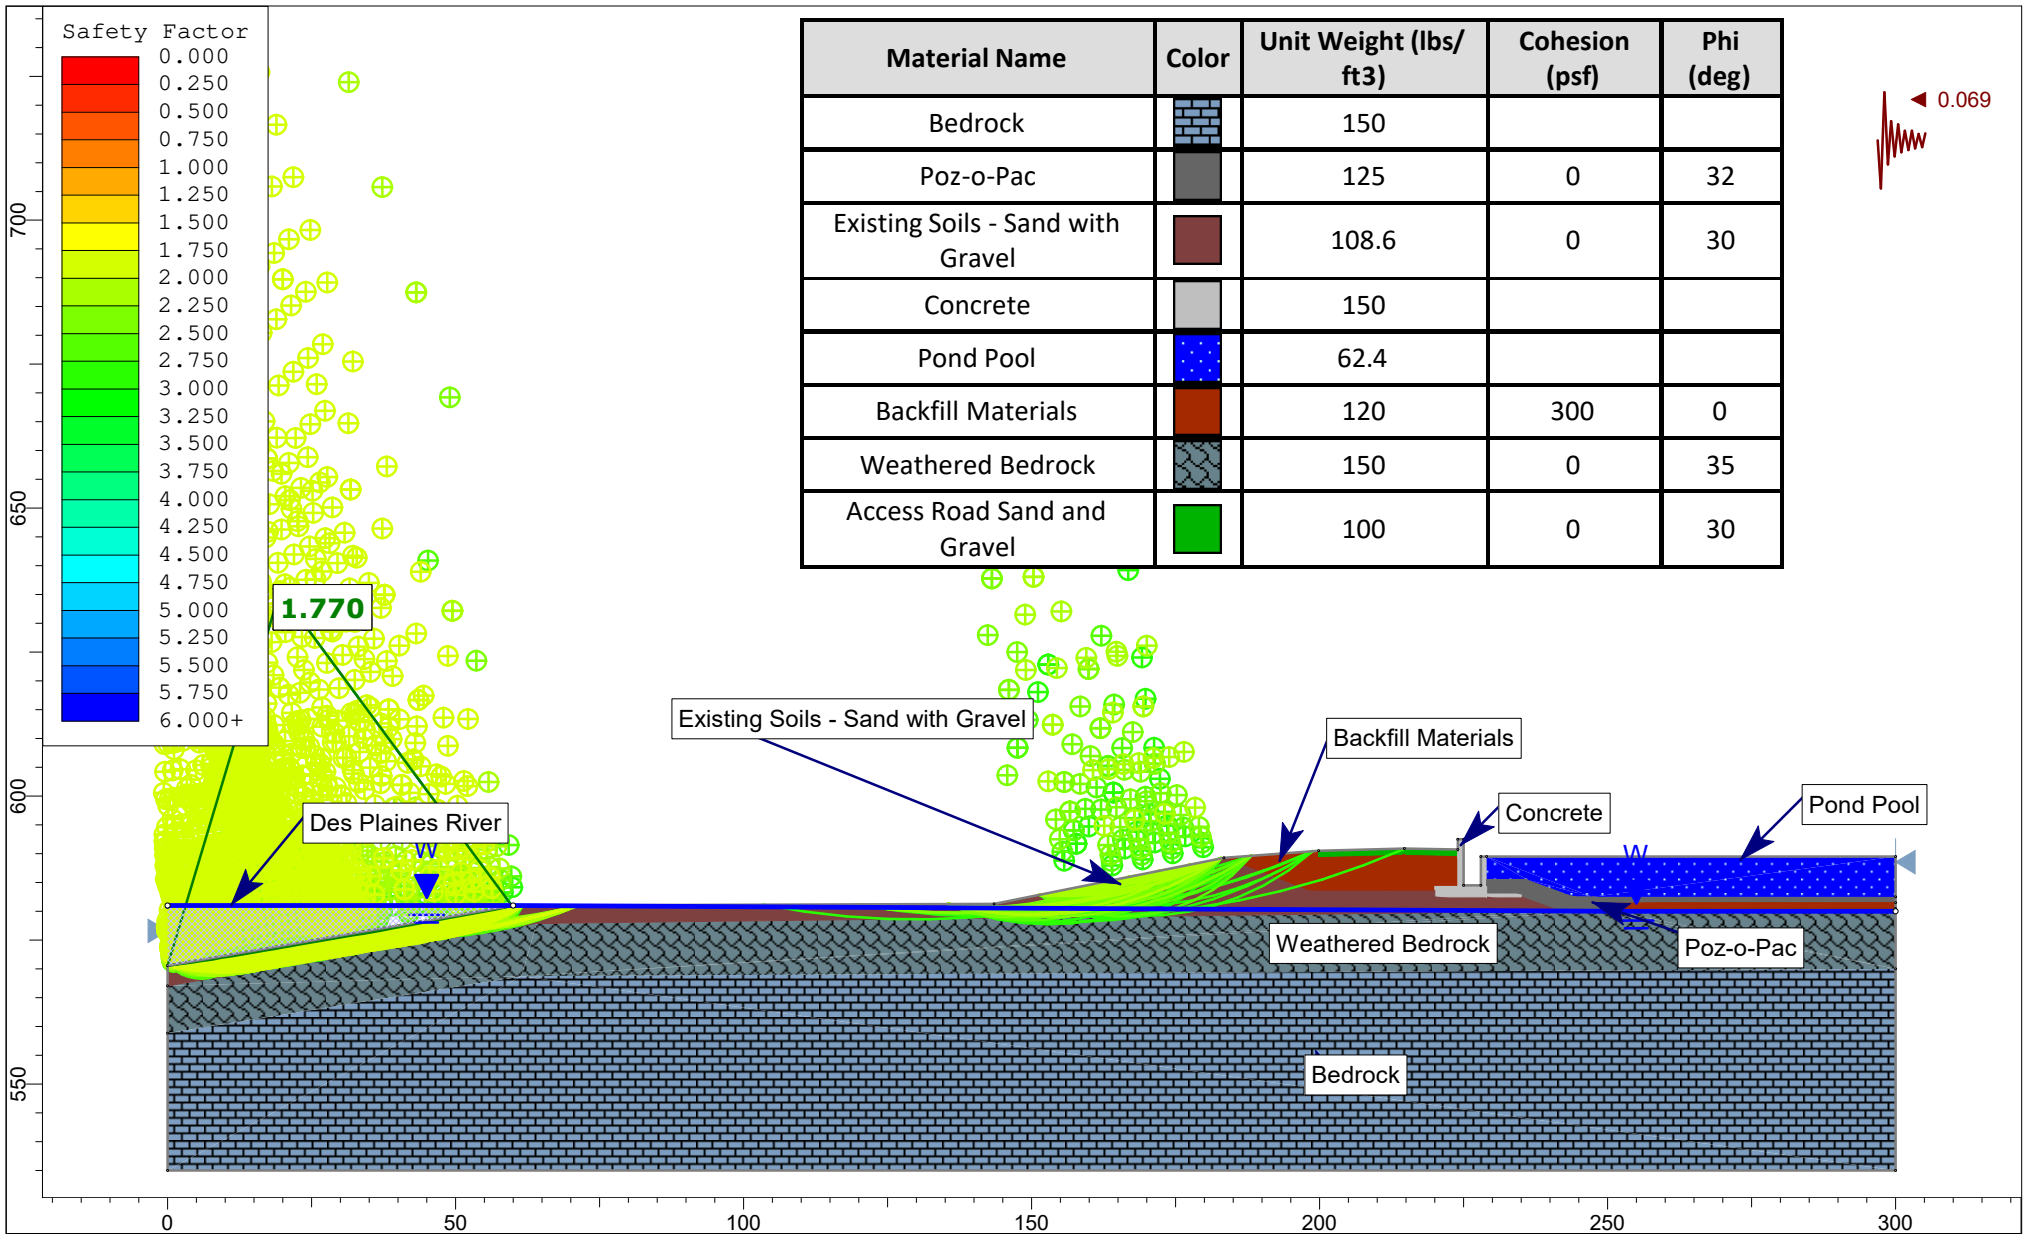 Safety Factor
0.000
0.250
0.500
0.750
1.000
1.250
1.500
1.750
2.000
2.250
2.500
2.750
3.000
3.250
3.500
3.750
4.000
4.250
4.500
4.750
5.000
5.250
5.500
5.750
6.000+
Material Name Color Unit Weight (lbs/ft3) Cohesion (psf) Phi (deg)
Bedrock 150
Poz-o-Pac 125 0 32
Existing Soils - Sand with Gravel 108.6 0 30
Concrete 150
Pond Pool 62.4
Backfill Materials 120 300 0
Weathered Bedrock 150 0 35
Access Road Sand and Gravel 100 0 30
0.069
1.770
Existing Soils - Sand with Gravel
Backfill Materials
Concrete
Pond Pool
Des Plaines River
W
W
Weathered Bedrock
Poz-o-Pac
Bedrock
700
650
600
550
0 50 100 150 200 250 300